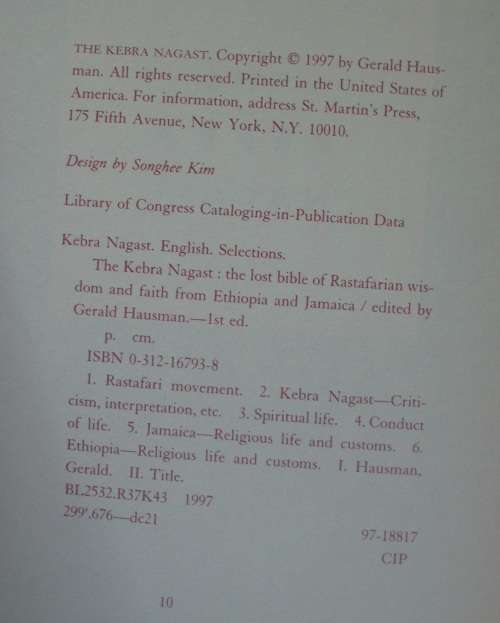 THE KEBRA NAGAST. Copyright © 1997 by Gerald Haus-
man. All rights reserved. Printed in the United States of
America. For information, address St. Martin's Press,
175 Fifth Avenue, New York, N.Y. 10010.
Design by Songhee Kim
Library of Congress Cataloging-in-Publication Data
Kebra Nagast. English. Selections.
The Kebra Nagast : the lost bible of Rastafarian wis-
dom and faith from Ethiopia and Jamaica / edited by
Gerald Hausman.—1st ed.
p. cm.
ISBN 0-312-16793-8
1. Rastafari movement. 2. Kebra Nagast—Criti-
cism, interpretation, etc. 3. Spiritual life. 4. Conduct
of life. 5. Jamaica—Religious life and customs. 6.
Ethiopia—Religious life and customs. I. Hausman,
Gerald. II. Title.
BL2532.R37K43 1997
299'.676—dc21
97-18817
CIP
10